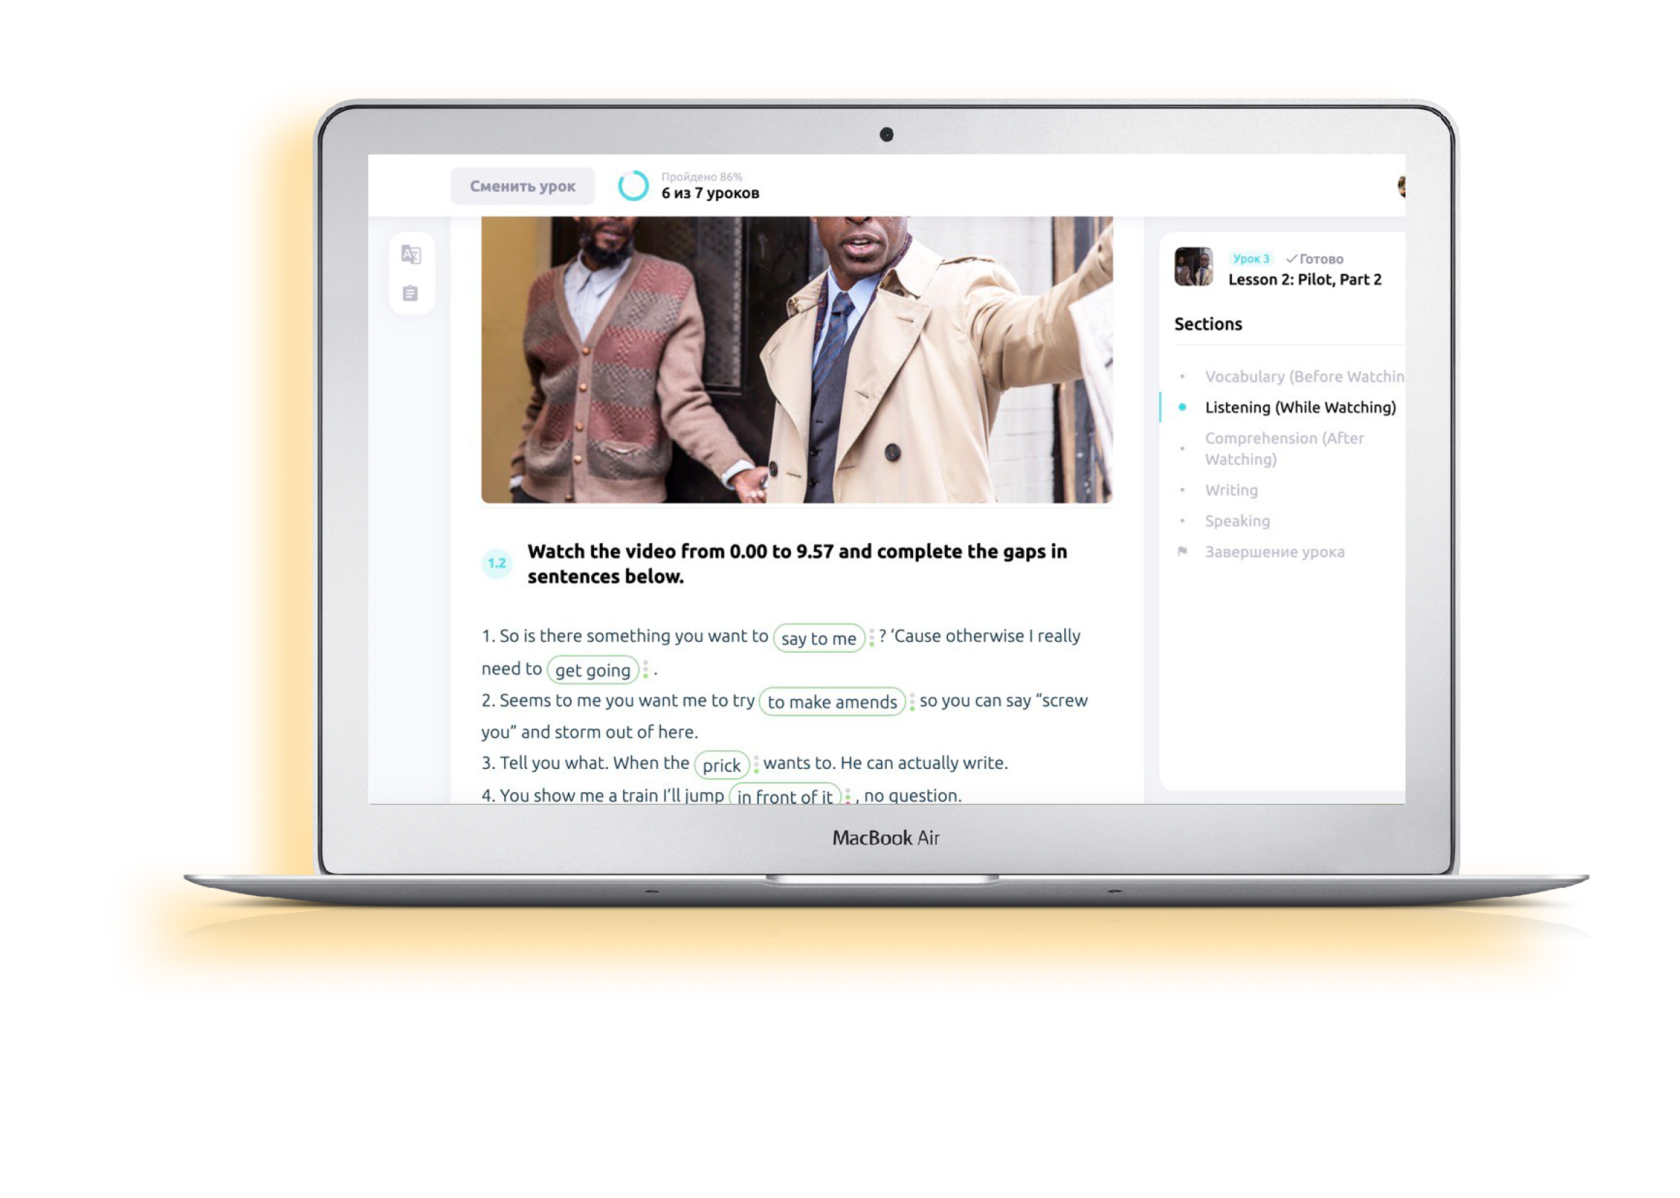 Сменить урок
Пройдено 86%
6 из 7 уроков
Урок 3 ✓ Готово
Lesson 2: Pilot, Part 2
Sections
Vocabulary (Before Watchin
Listening (While Watching)
Comprehension (After
Watching)
Writing
Speaking
Завершение урока
1.2
Watch the video from 0.00 to 9.57 and complete the gaps in
sentences below.
1. So is there something you want to say to me ? ‘Cause otherwise I really
need to get going .
2. Seems to me you want me to try to make amends so you can say “screw
you” and storm out of here.
3. Tell you what. When the prick wants to. He can actually write.
4. You show me a train I’ll jump in front of it , no question.
MacBook Air